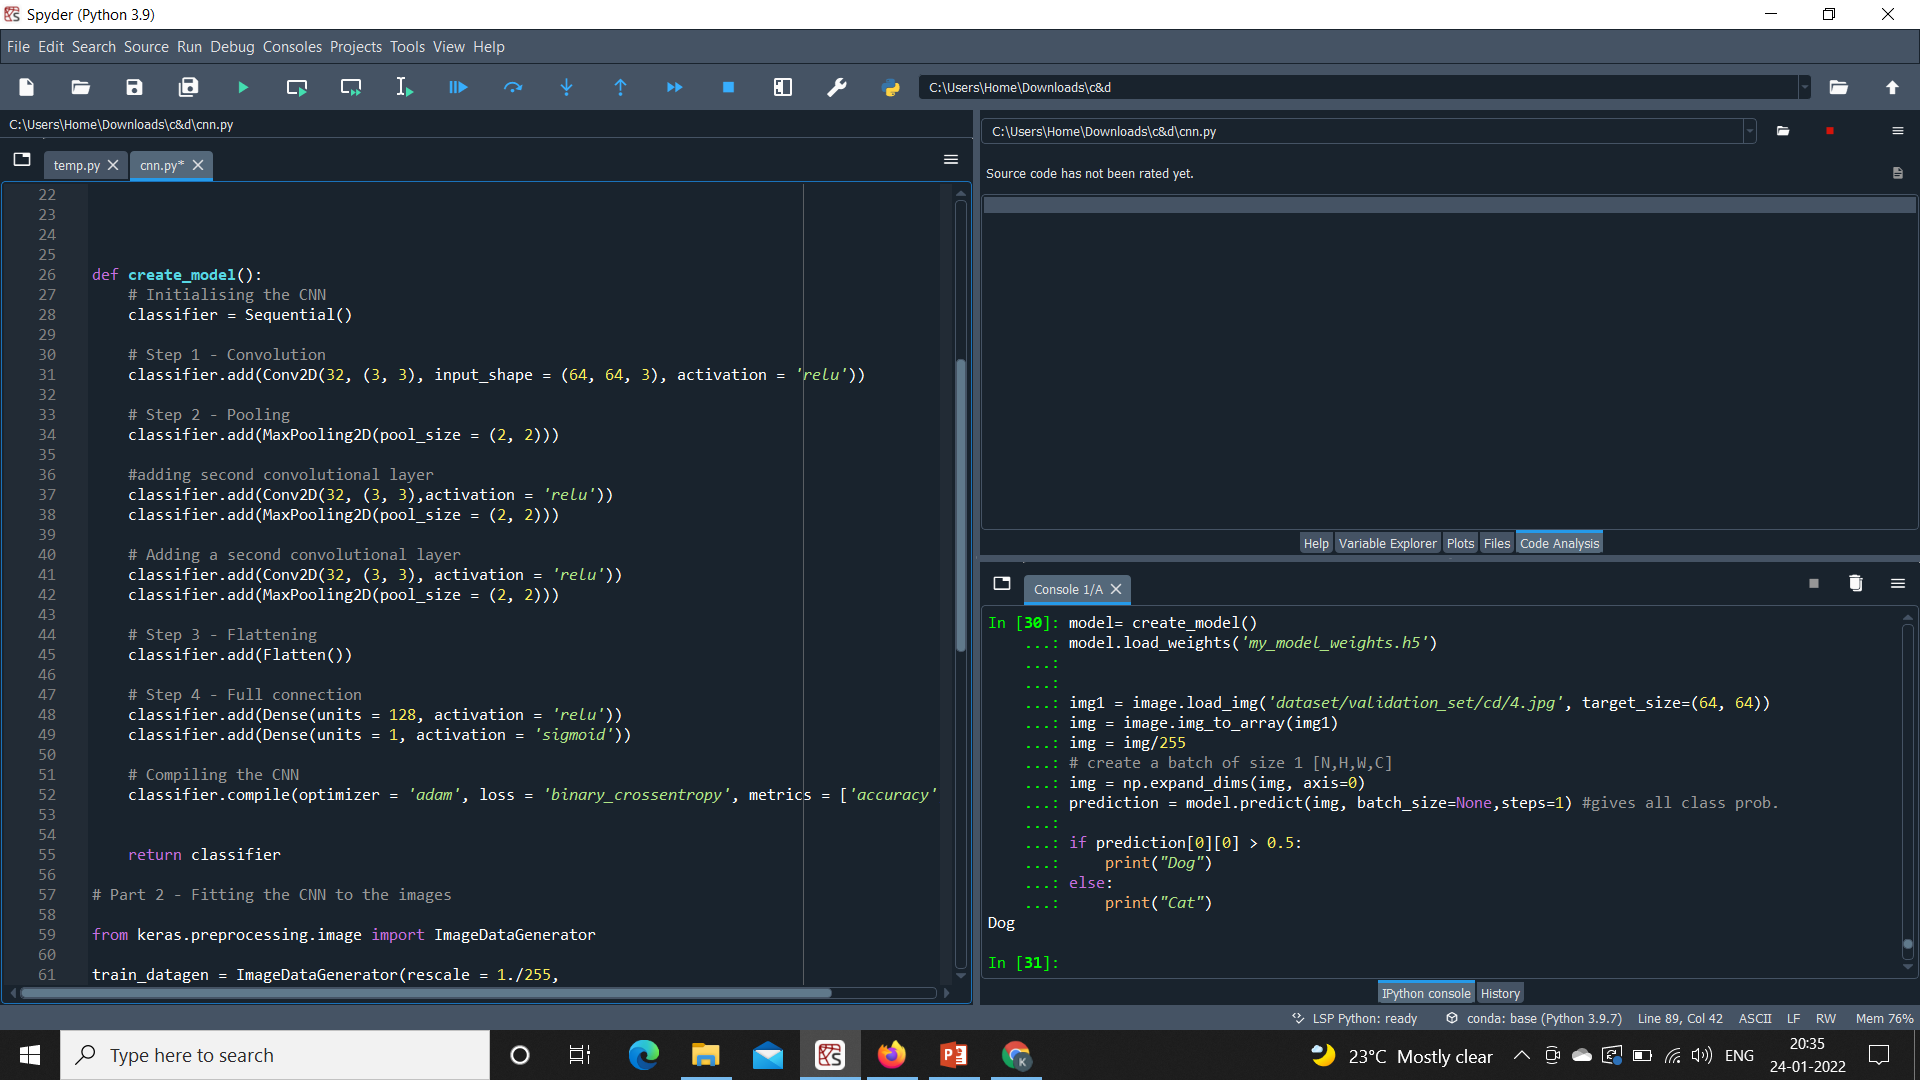 Spyder (Python 3.9)
File Edit Search Source Run Debug Consoles Projects Tools View Help
C:\Users\Home\Downloads\c&d
C:\Users\Home\Downloads\c&d\cnn.py
temp.py cnn.py*
22
23
24
25
26 def create_model():
27     # Initialising the CNN
28     classifier = Sequential()
29
30     # Step 1 - Convolution
31     classifier.add(Conv2D(32, (3, 3), input_shape = (64, 64, 3), activation = 'relu'))
32
33     # Step 2 - Pooling
34     classifier.add(MaxPooling2D(pool_size = (2, 2)))
35
36     #adding second convolutional layer
37     classifier.add(Conv2D(32, (3, 3),activation = 'relu'))
38     classifier.add(MaxPooling2D(pool_size = (2, 2)))
39
40     # Adding a second convolutional layer
41     classifier.add(Conv2D(32, (3, 3), activation = 'relu'))
42     classifier.add(MaxPooling2D(pool_size = (2, 2)))
43
44     # Step 3 - Flattening
45     classifier.add(Flatten())
46
47     # Step 4 - Full connection
48     classifier.add(Dense(units = 128, activation = 'relu'))
49     classifier.add(Dense(units = 1, activation = 'sigmoid'))
50
51     # Compiling the CNN
52     classifier.compile(optimizer = 'adam', loss = 'binary_crossentropy', metrics = ['accuracy'
53
54
55     return classifier
56
57 # Part 2 - Fitting the CNN to the images
58
59 from keras.preprocessing.image import ImageDataGenerator
60
61 train_datagen = ImageDataGenerator(rescale = 1./255,
C:\Users\Home\Downloads\c&d\cnn.py
Source code has not been rated yet.
Help Variable Explorer Plots Files Code Analysis
Console 1/A
In [30]: model= create_model()
...: model.load_weights('my_model_weights.h5')
...:
...:
...: img1 = image.load_img('dataset/validation_set/cd/4.jpg', target_size=(64, 64))
...: img = image.img_to_array(img1)
...: img = img/255
...: # create a batch of size 1 [N,H,W,C]
...: img = np.expand_dims(img, axis=0)
...: prediction = model.predict(img, batch_size=None,steps=1) #gives all class prob.
...:
...: if prediction[0][0] > 0.5:
...:     print("Dog")
...: else:
...:     print("Cat")
Dog
In [31]:
IPython console History
LSP Python: ready conda: base (Python 3.9.7) Line 89, Col 42 ASCII LF RW Mem 76%
Type here to search
23°C Mostly clear ENG
20:35
24-01-2022